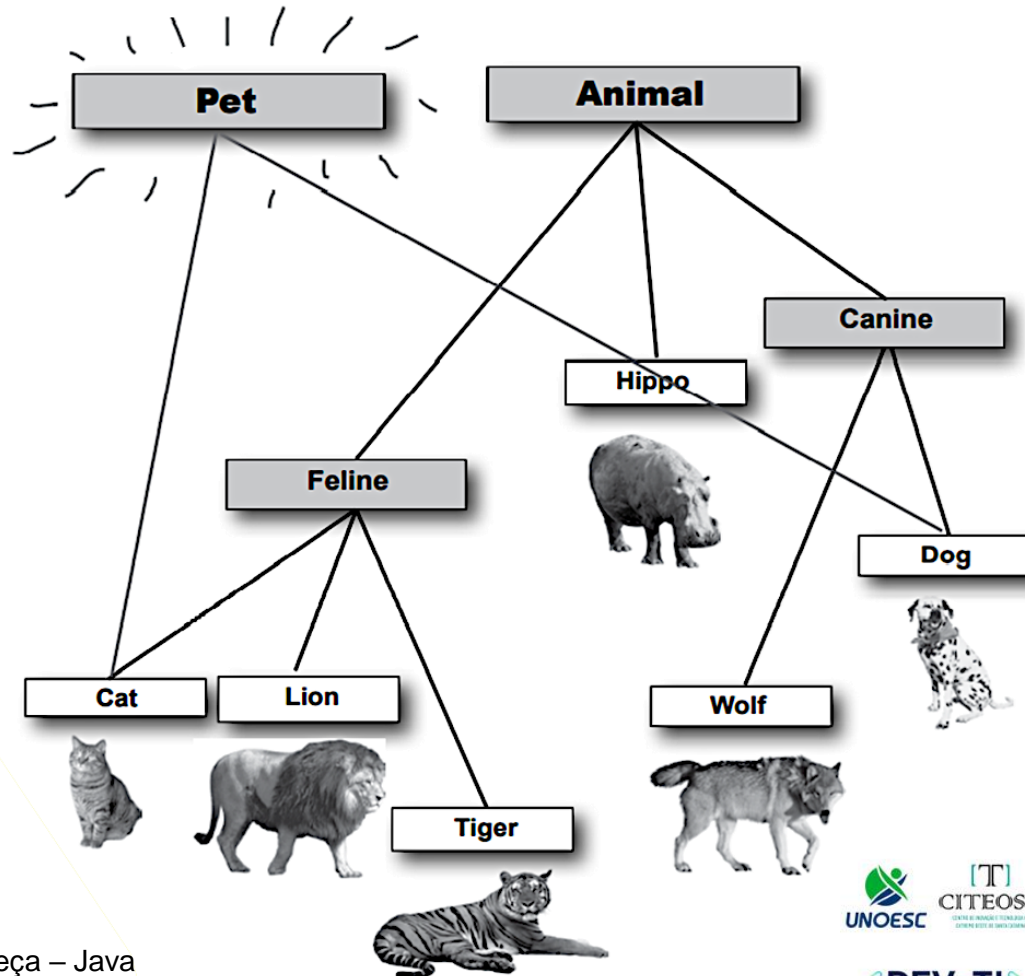 Pet
Animal
Canine
Hippo
Feline
Dog
Cat
Lion
Wolf
Tiger
UNOESC
[T]
CITEOS
eça – Java